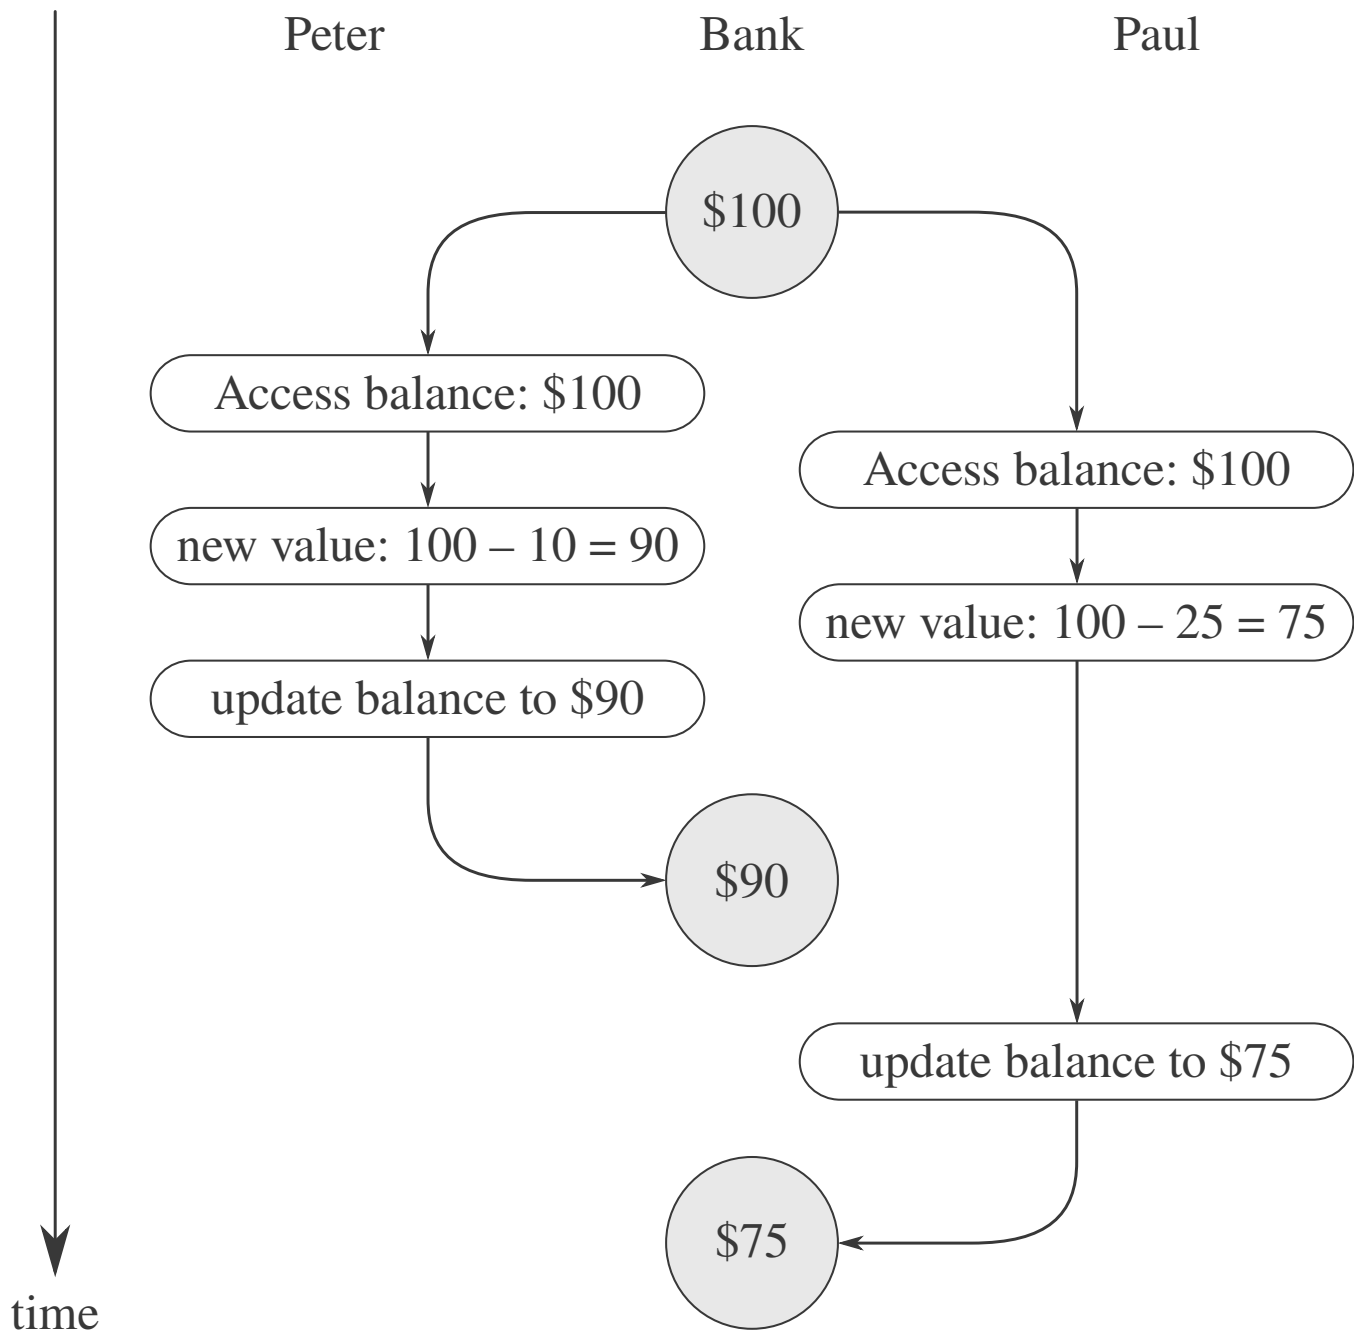 Peter Bank Paul
$100
Access balance: $100
Access balance: $100
new value: 100 – 10 = 90
new value: 100 – 25 = 75
update balance to $90
$90
update balance to $75
$75
time